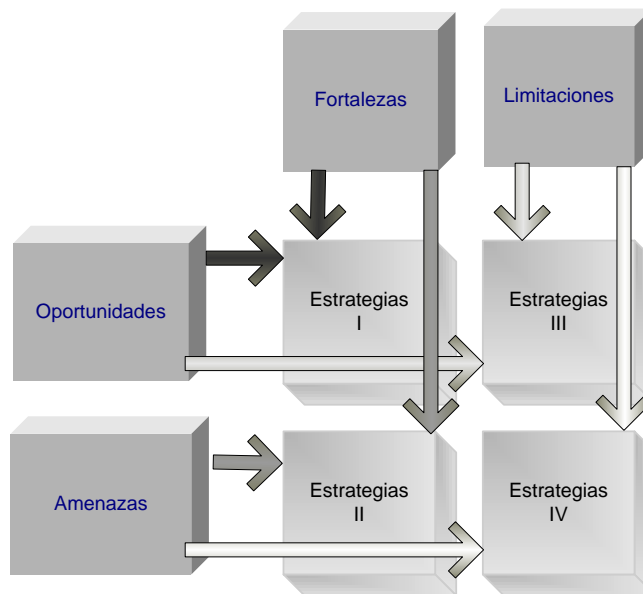 Fortalezas
Limitaciones
Oportunidades
Estrategias
I
Estrategias
III
Amenazas
Estrategias
II
Estrategias
IV